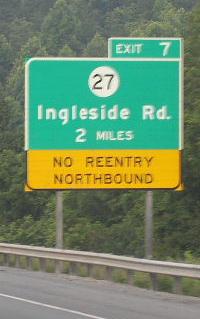 EXIT 7
27
Ingleside Rd.
2 MILES
NO REENTRY
NORTHBOUND